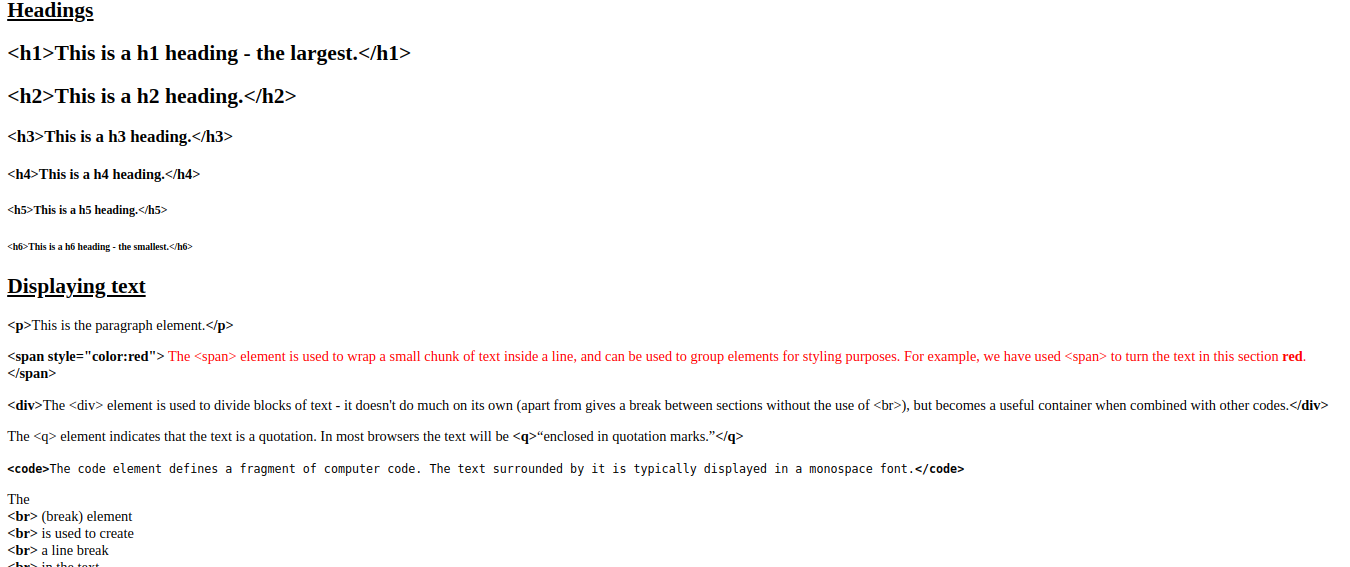 Headings
<h1>This is a h1 heading - the largest.</h1>
<h2>This is a h2 heading.</h2>
<h3>This is a h3 heading.</h3>
<h4>This is a h4 heading.</h4>
<h5>This is a h5 heading.</h5>
<h6>This is a h6 heading - the smallest.</h6>
Displaying text
<p>This is the paragraph element.</p>
<span style="color:red"> The <span> element is used to wrap a small chunk of text inside a line, and can be used to group elements for styling purposes. For example, we have used <span> to turn the text in this section red.
</span>
<div>The <div> element is used to divide blocks of text - it doesn't do much on its own (apart from gives a break between sections without the use of <br>), but becomes a useful container when combined with other codes.</div>
The <q> element indicates that the text is a quotation. In most browsers the text will be <q>“enclosed in quotation marks.”</q>
<code>The code element defines a fragment of computer code. The text surrounded by it is typically displayed in a monospace font.</code>
The
<br> (break) element
<br> is used to create
<br> a line break
<br> in the text